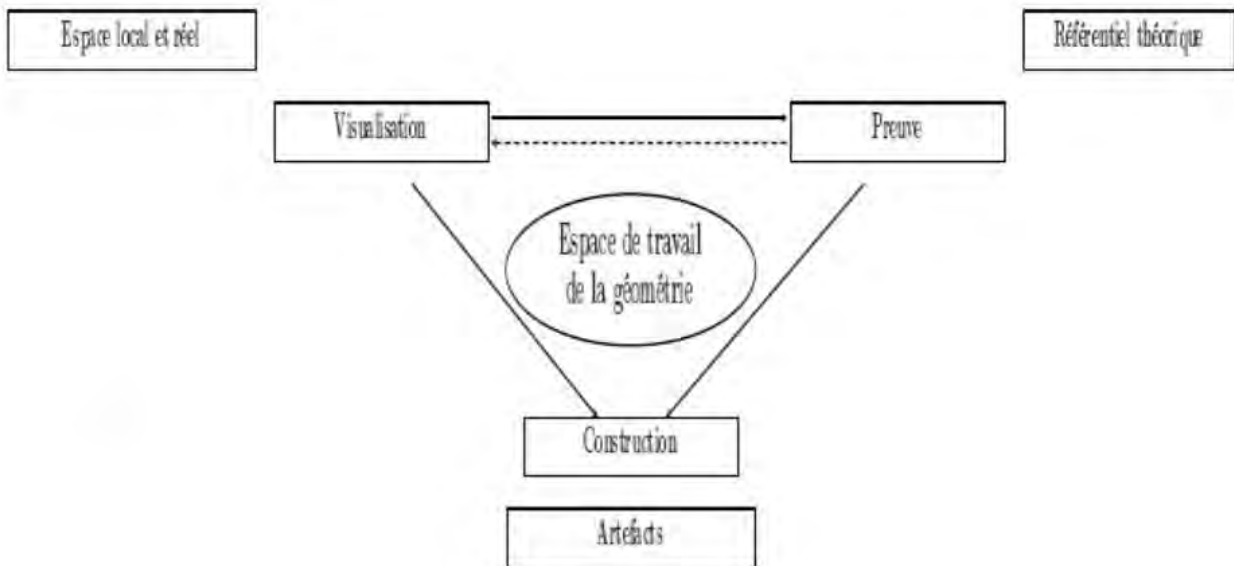 Espace local et réel
Référentiel théorique
Visualisation
Preuve
Espace de travail
de la géométrie
Construction
Artefacts